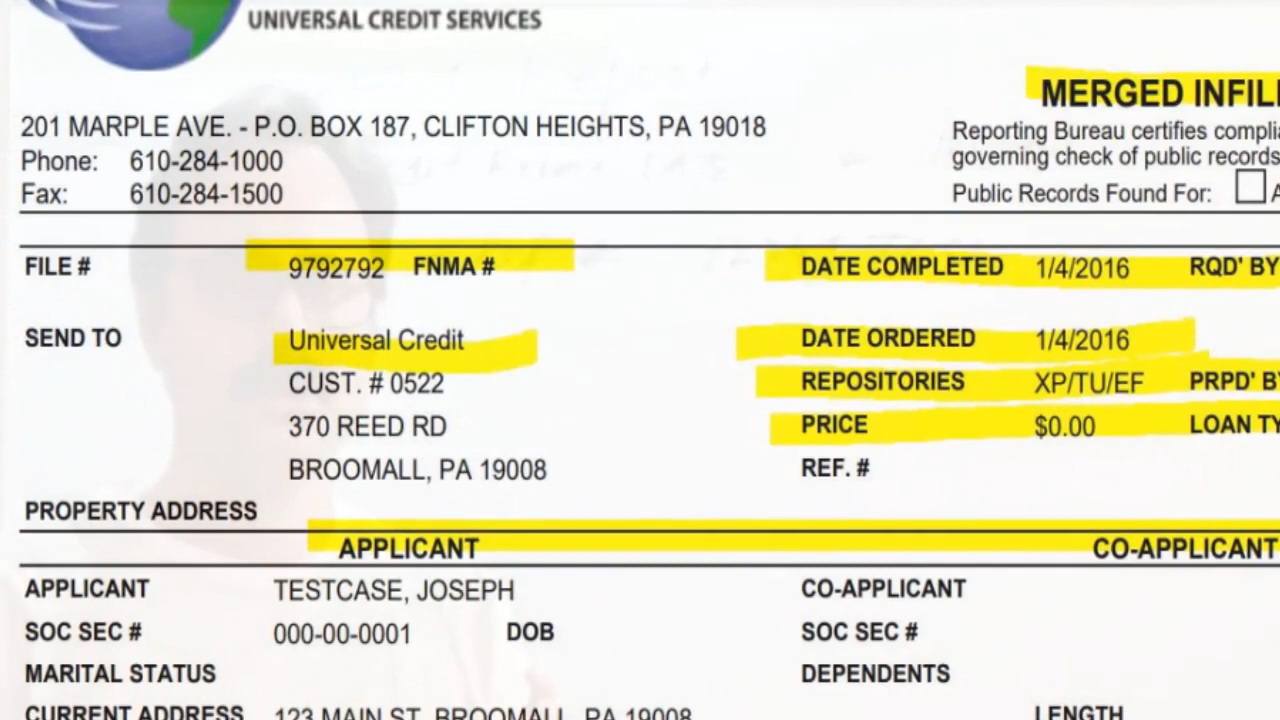 UNIVERSAL CREDIT SERVICES
MERGED INFIL
201 MARPLE AVE. - P.O. BOX 187, CLIFTON HEIGHTS, PA 19018
Reporting Bureau certifies compli
Phone: 610-284-1000
governing check of public records
Fax: 610-284-1500
Public Records Found For: A
FILE # 9792792 FNMA # DATE COMPLETED 1/4/2016 RQD' BY
SEND TO Universal Credit DATE ORDERED 1/4/2016
CUST. # 0522 REPOSITORIES XP/TU/EF PRPD' BY
370 REED RD PRICE $0.00 LOAN TY
BROOMALL, PA 19008 REF. #
PROPERTY ADDRESS
APPLICANT CO-APPLICANT
APPLICANT TESTCASE, JOSEPH CO-APPLICANT
SOC SEC # 000-00-0001 DOB SOC SEC #
MARITAL STATUS DEPENDENTS
CURRENT ADDRESS 123 MAIN ST, BROOMALL, PA 19008 LENGTH